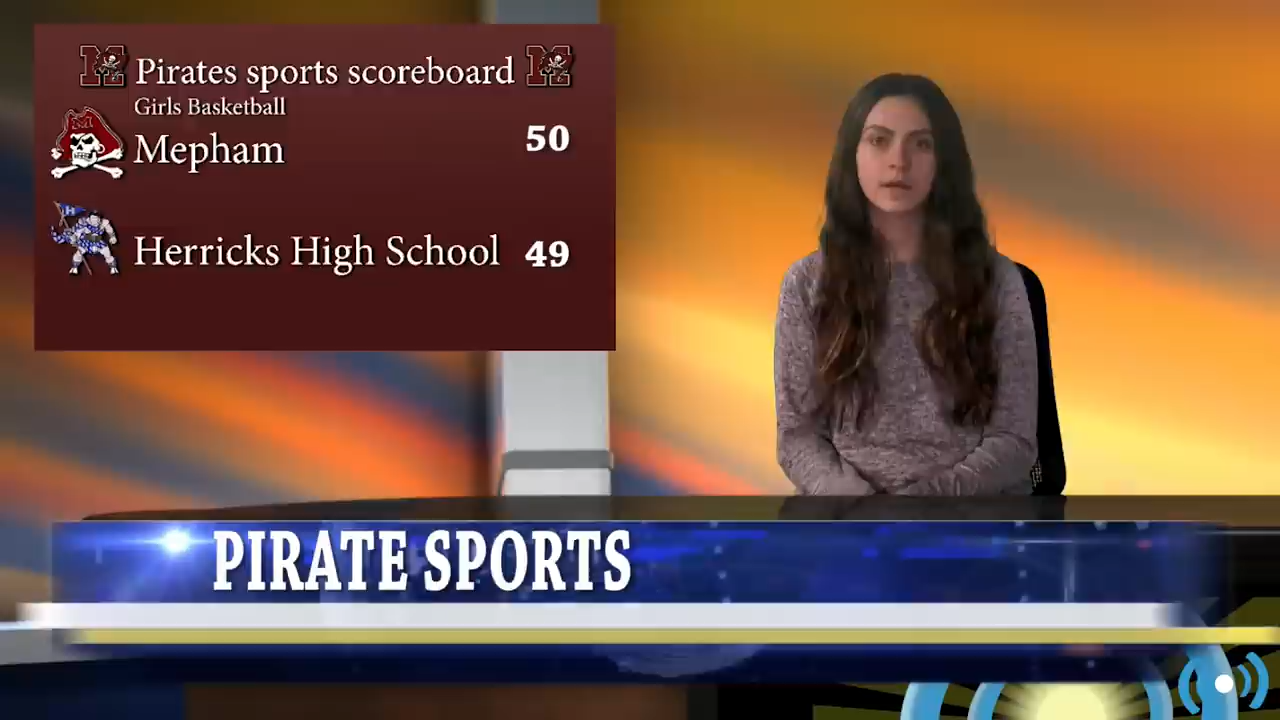 Pirates sports scoreboard
Girls Basketball
Mepham 50
Herricks High School 49
PIRATE SPORTS